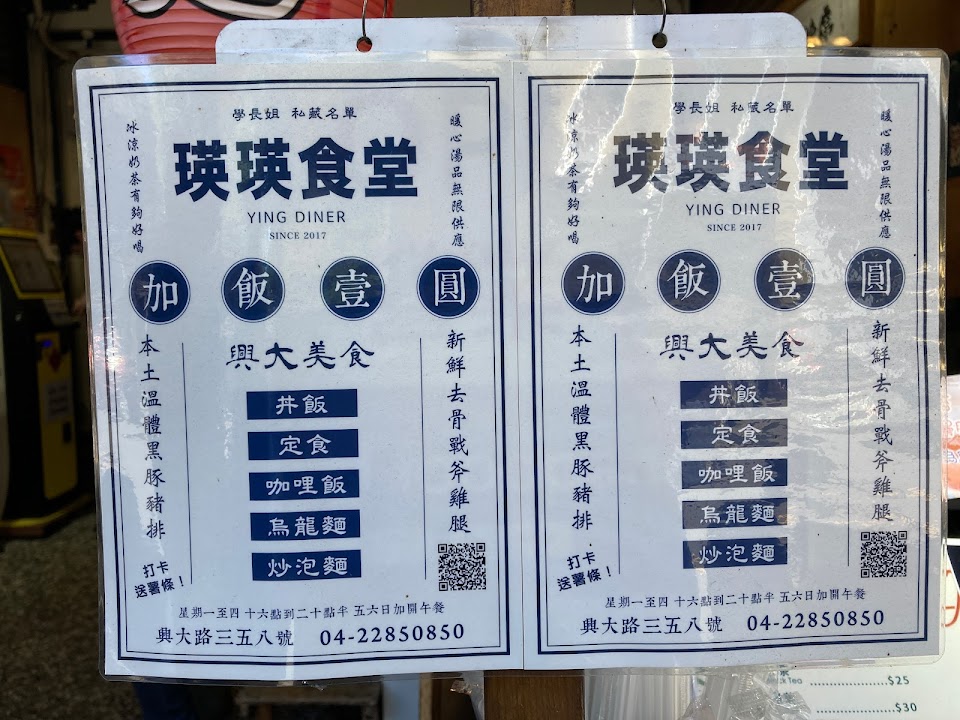 學長姐 私藏名單
暖心湯品無限供應
冰涼奶茶有夠好喝
瑛瑛食堂
YING DINER
SINCE 2017
加飯壹圓
興大美食
新鮮去骨戰斧雞腿
本土溫體黑豚豬排
丼飯
定食
咖哩飯
烏龍麵
炒泡麵
打卡
送薯條！
星期一至四 十六點到二十點半 五六日加開午餐
興大路三五八號 04-22850850
學長姐 私藏名單
暖心湯品無限供應
冰涼奶茶有夠好喝
瑛瑛食堂
YING DINER
SINCE 2017
加飯壹圓
興大美食
新鮮去骨戰斧雞腿
本土溫體黑豚豬排
丼飯
定食
咖哩飯
烏龍麵
炒泡麵
打卡
送薯條！
星期一至四 十六點到二十點半 五六日加開午餐
興大路三五八號 04-22850850
Tea ....................$25
....................$30